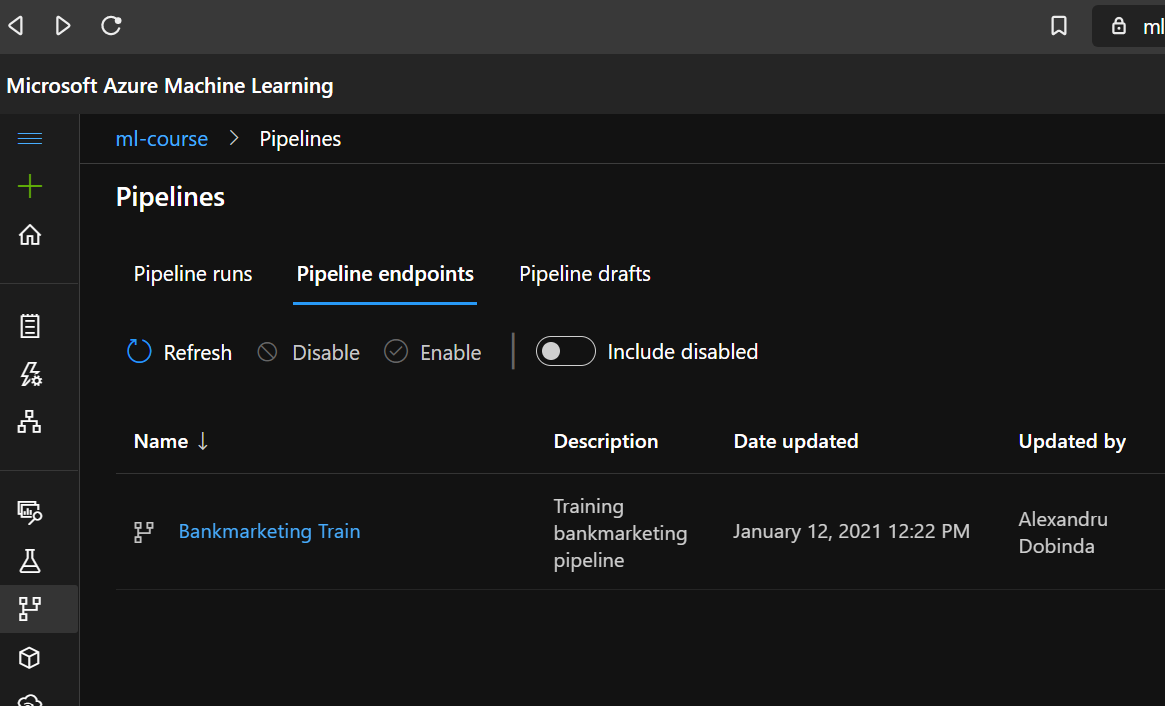 ml
Microsoft Azure Machine Learning
ml-course > Pipelines
Pipelines
Pipeline runs Pipeline endpoints Pipeline drafts
Refresh Disable Enable Include disabled
Name ↓ Description Date updated Updated by
Bankmarketing Train
Training
bankmarketing
pipeline
January 12, 2021 12:22 PM
Alexandru
Dobinda